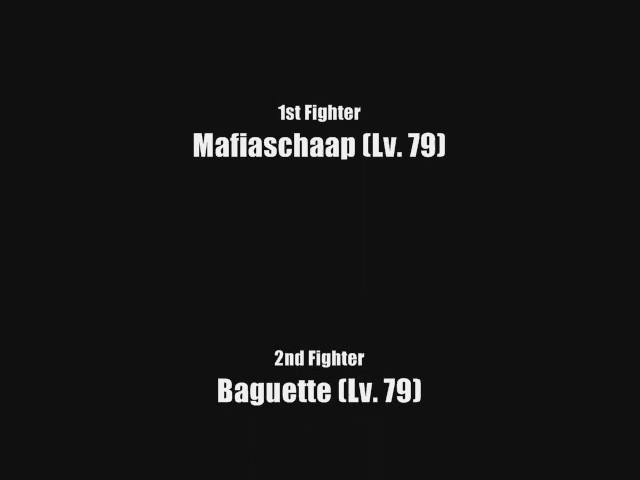 1st Fighter
Mafiaschaap (Lv. 79)
2nd Fighter
Baguette (Lv. 79)